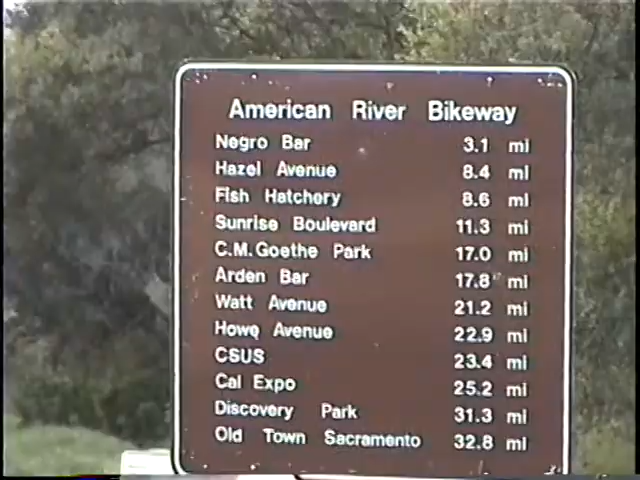 American River Bikeway
Negro Bar 3.1 mi
Hazel Avenue 8.4 mi
Fish Hatchery 8.6 mi
Sunrise Boulevard 11.3 mi
C.M.Goethe Park 17.0 mi
Arden Bar 17.8 mi
Watt Avenue 21.2 mi
Howe Avenue 22.9 mi
CSUS 23.4 mi
Cal Expo 25.2 mi
Discovery Park 31.3 mi
Old Town Sacramento 32.8 mi